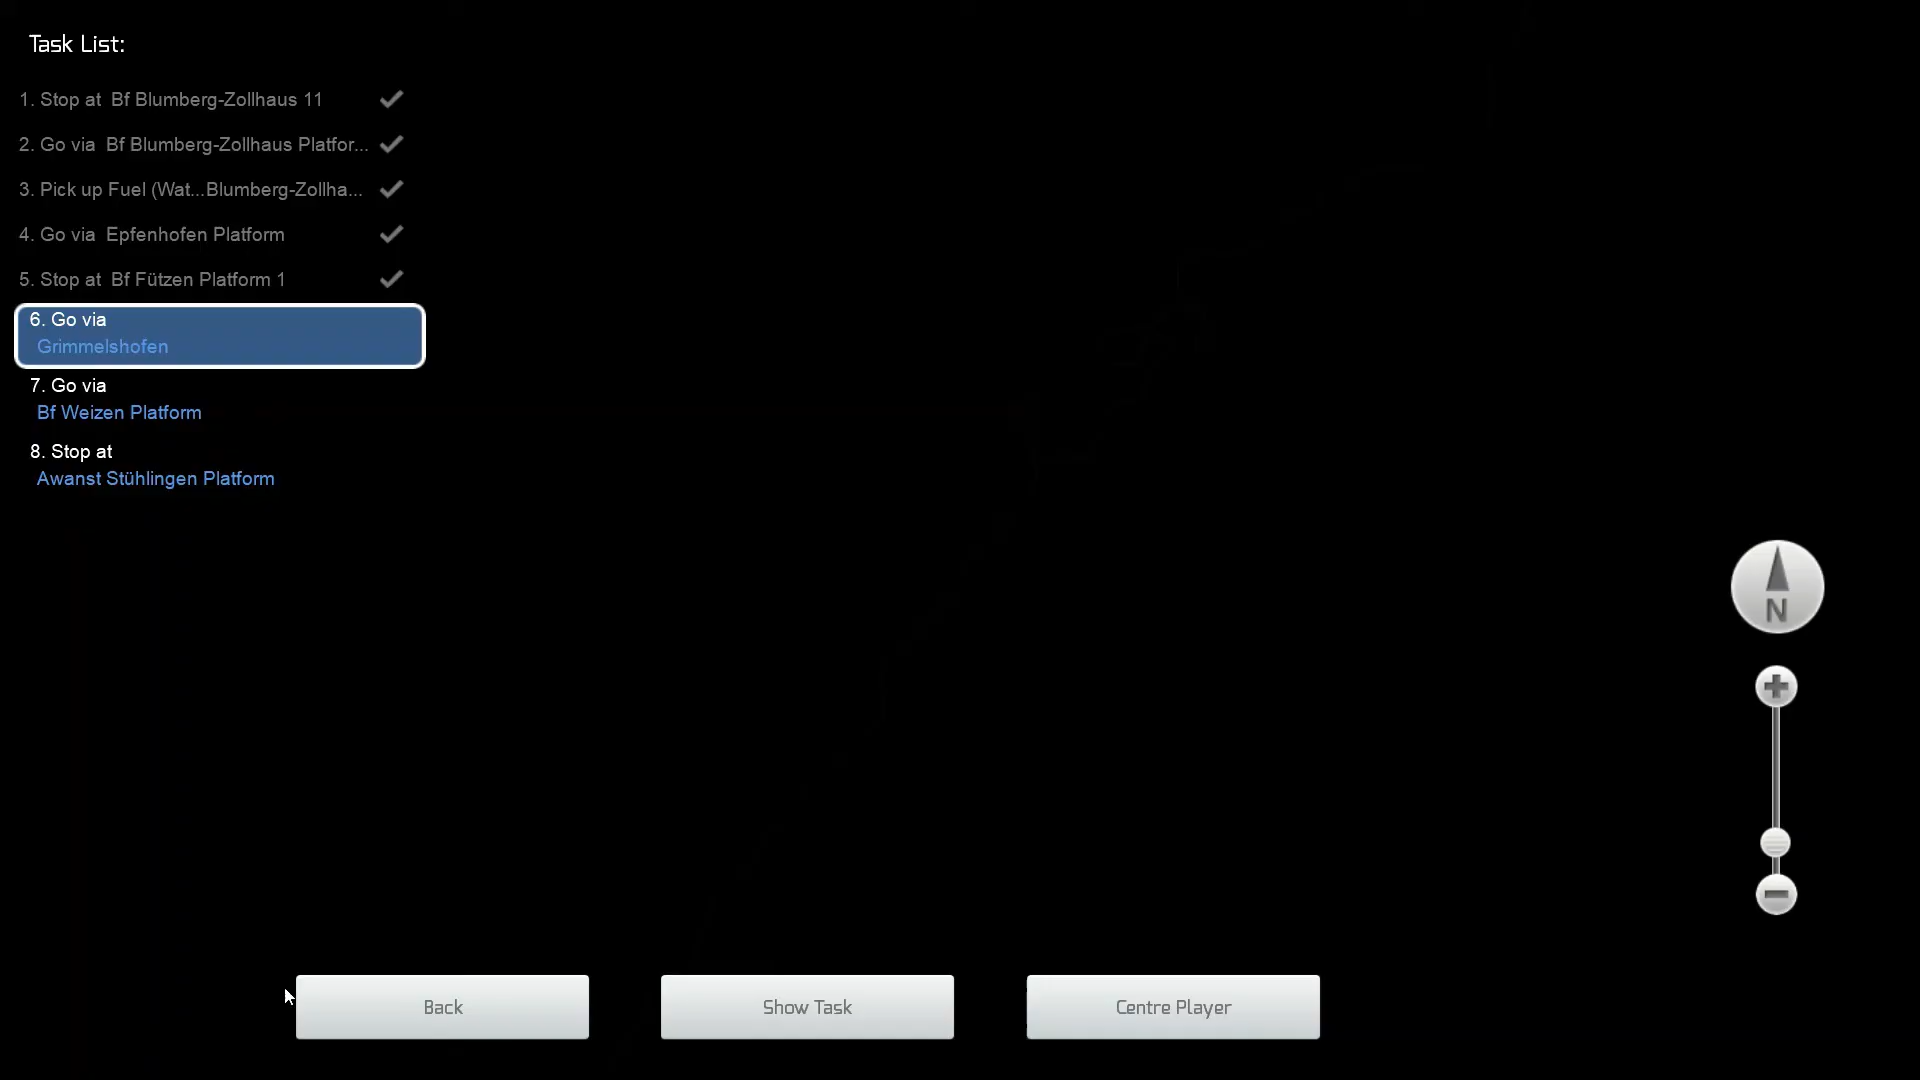 Task List:
1. Stop at Bf Blumberg-Zollhaus 11
2. Go via Bf Blumberg-Zollhaus Platfor...
3. Pick up Fuel (Wat...Blumberg-Zollha...
4. Go via Epfenhofen Platform
5. Stop at Bf Fützen Platform 1
6. Go via
Grimmelshofen
7. Go via
Bf Weizen Platform
8. Stop at
Awanst Stühlingen Platform
N
Back
Show Task
Centre Player